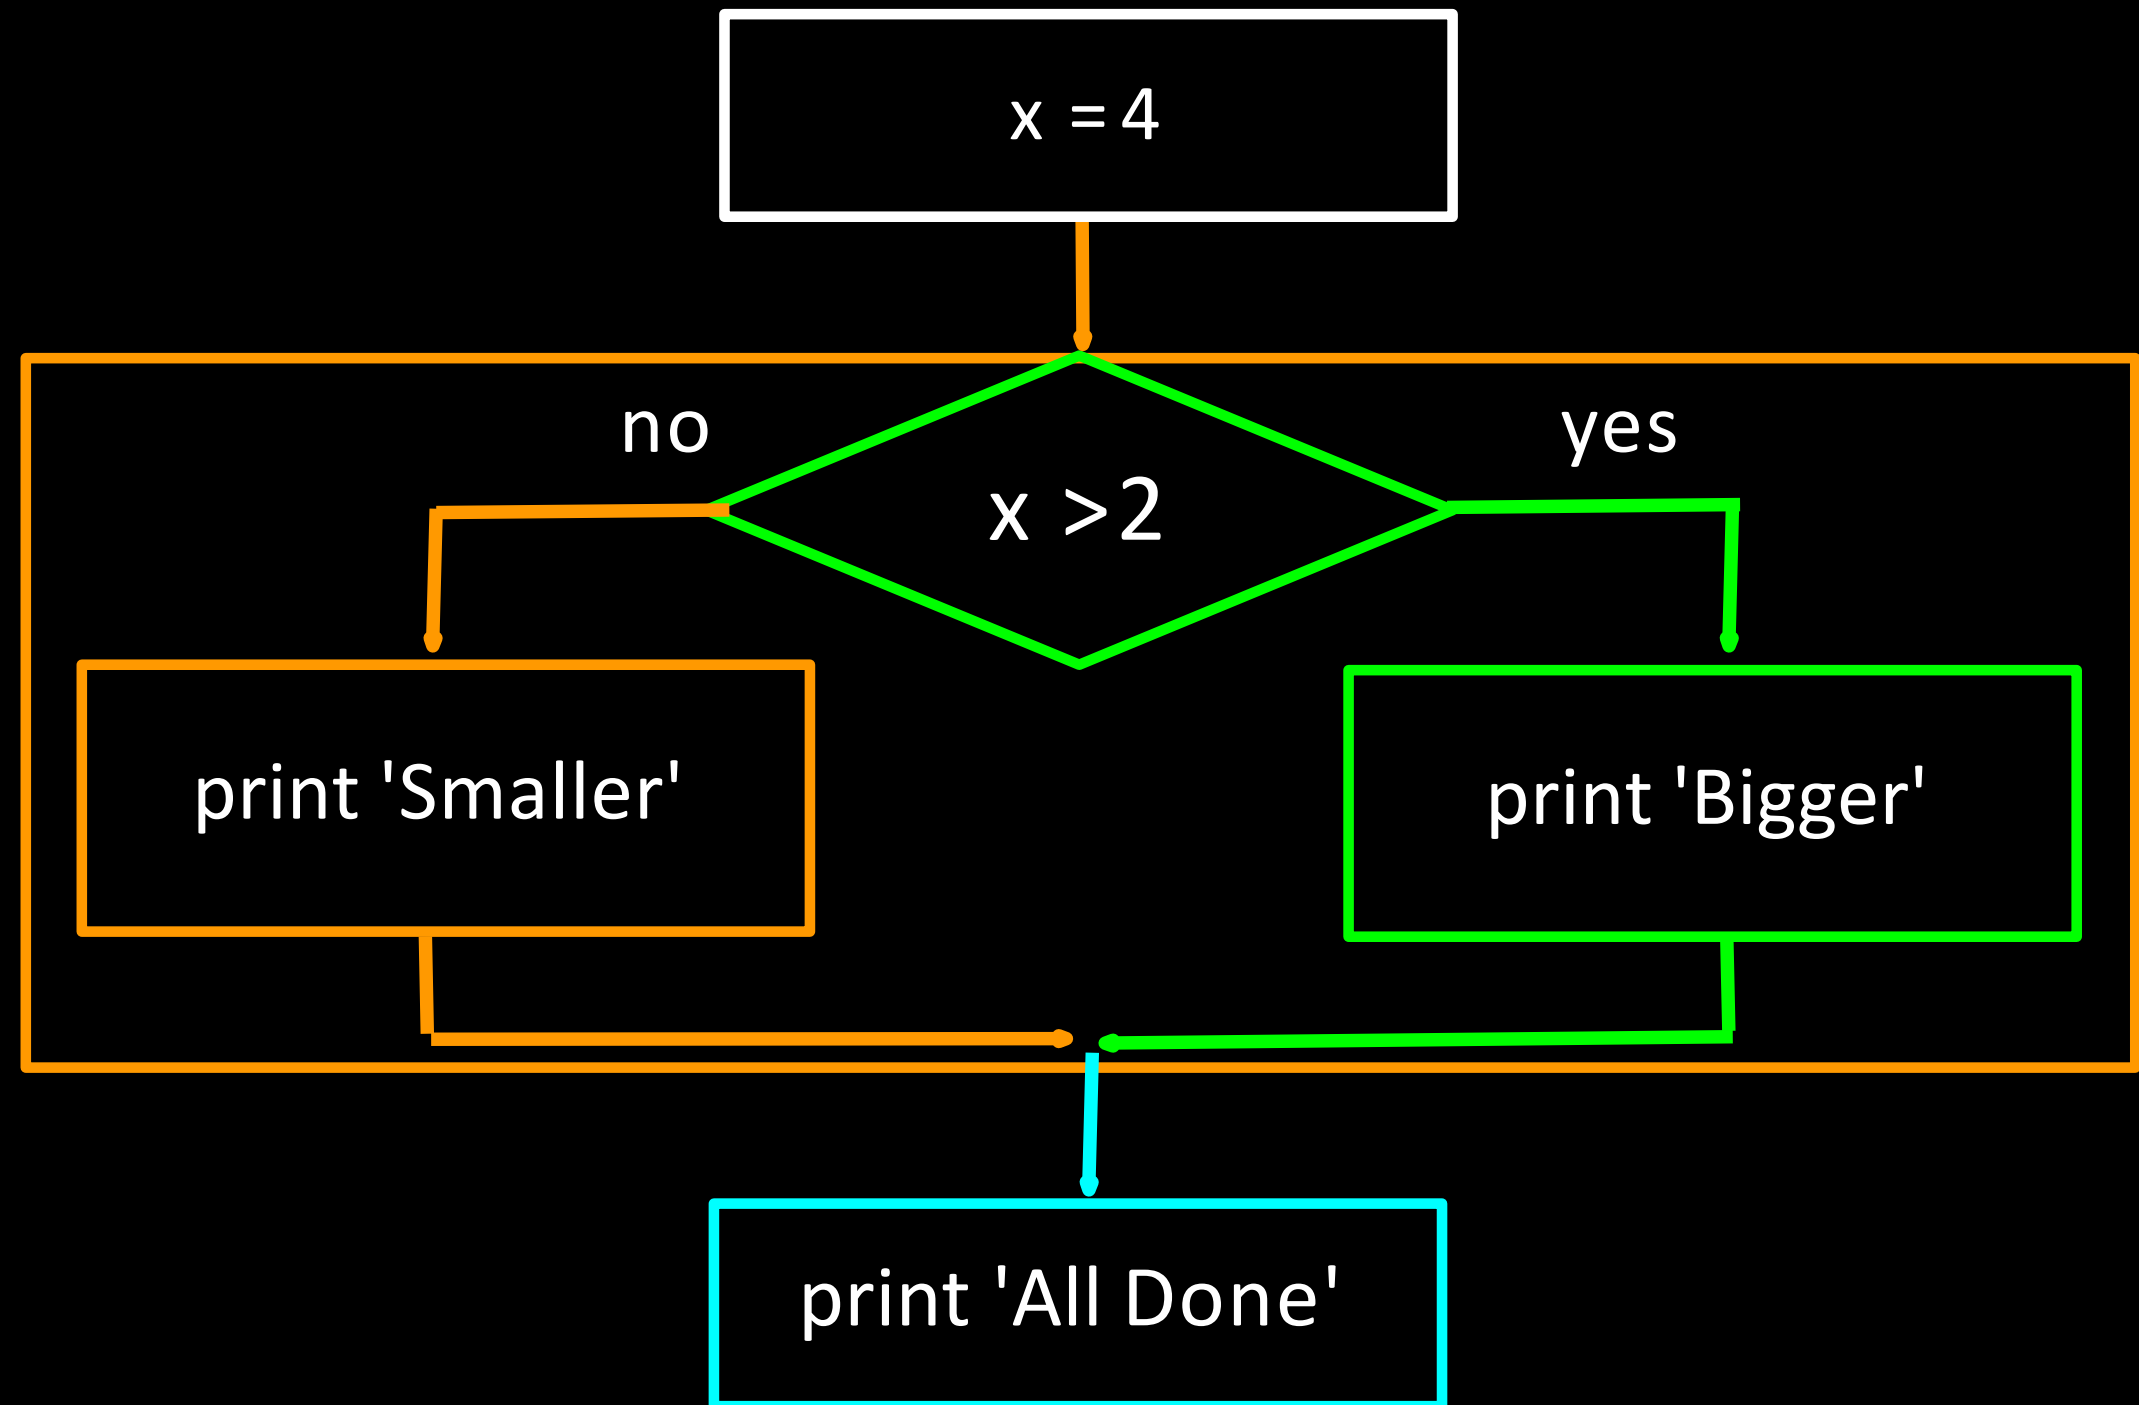 x = 4
no
yes
x >2
print 'Smaller'
print 'Bigger'
print 'All Done'